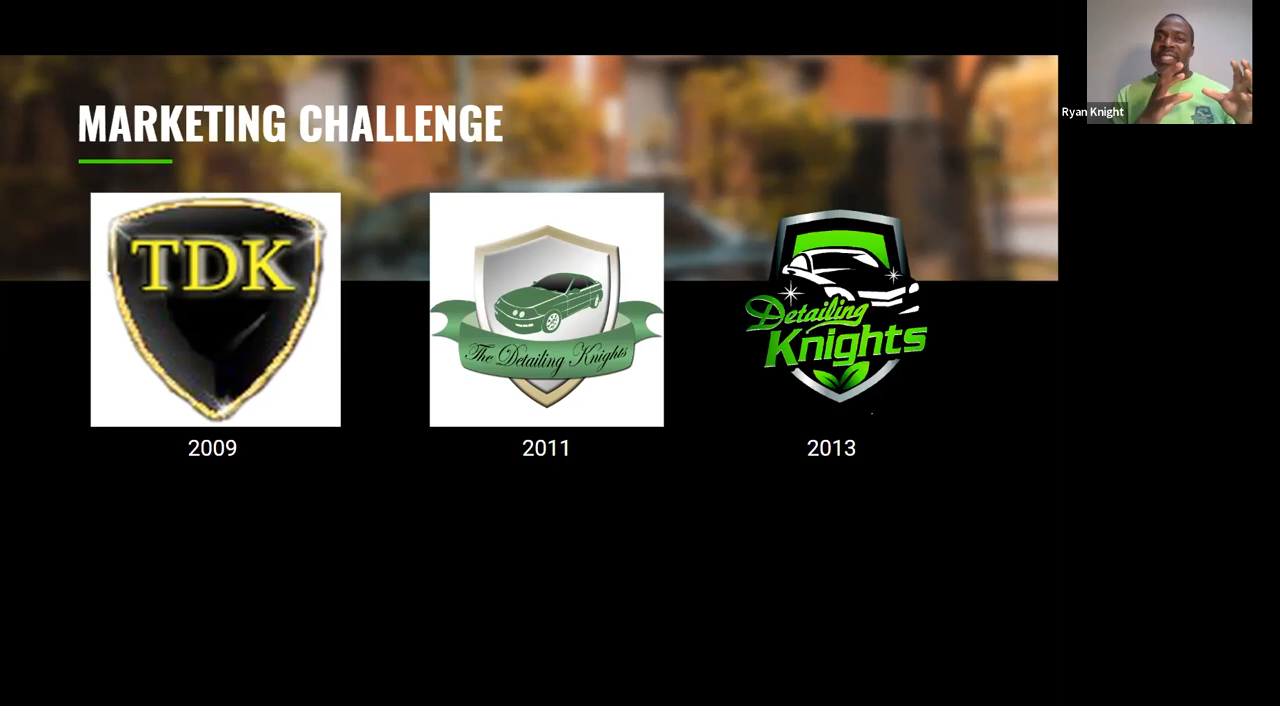 Ryan Knight
MARKETING CHALLENGE
TDK
The Detailing Knights
Detailing
Knights
2009
2011
2013